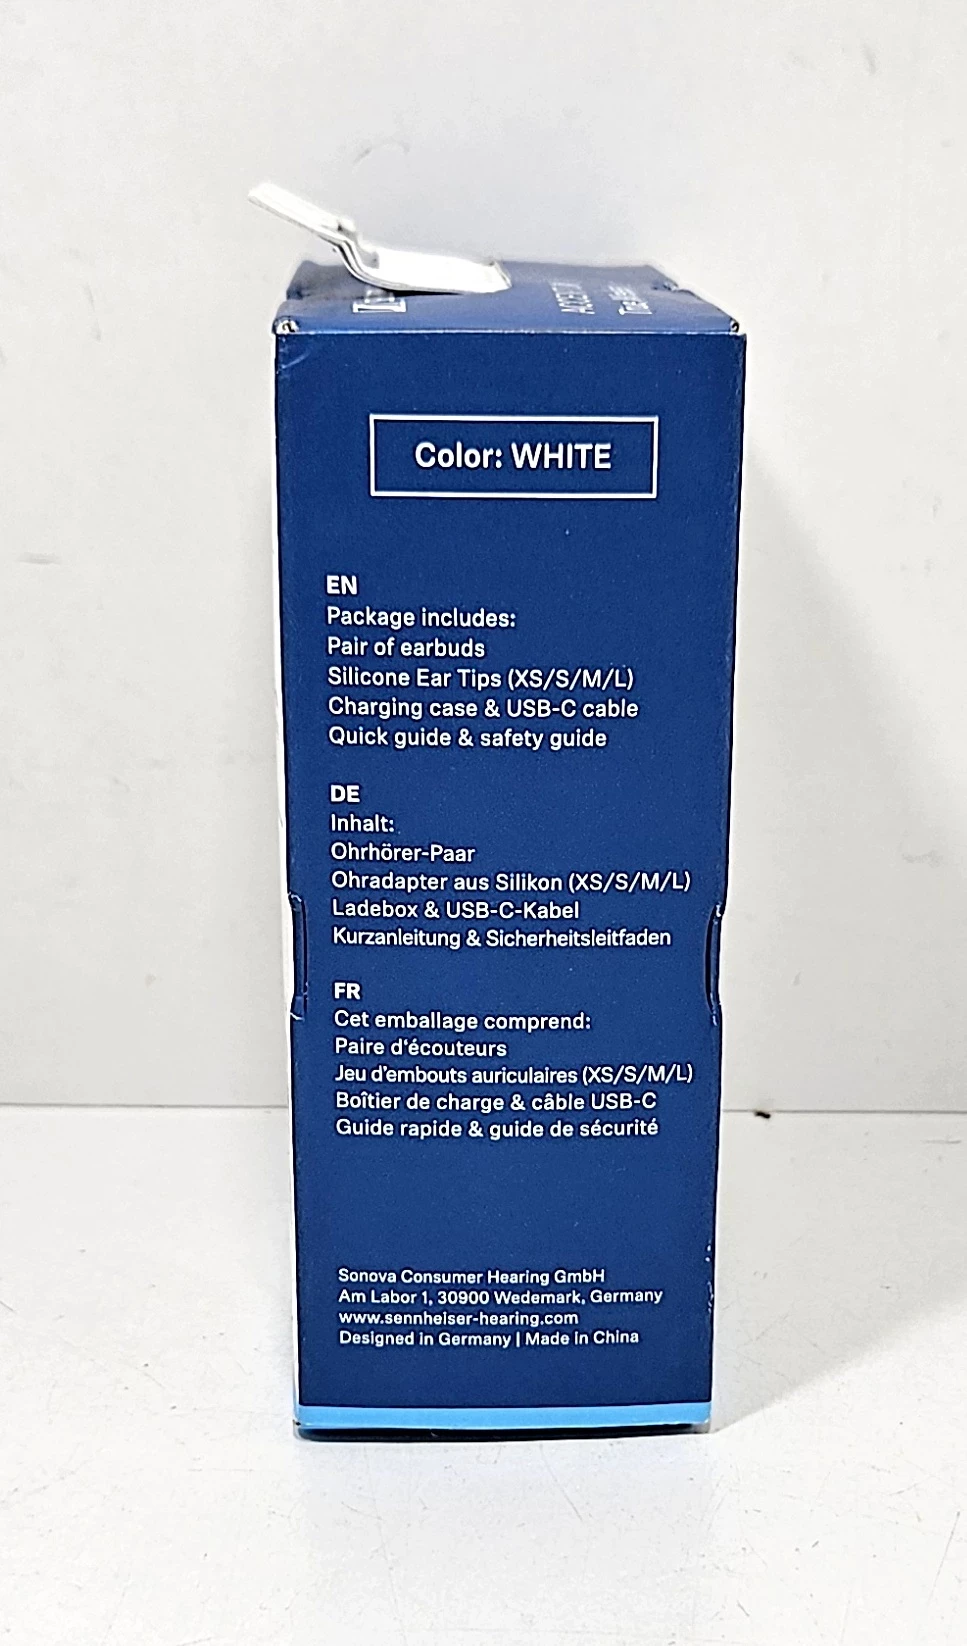 Color: WHITE
EN
Package includes:
Pair of earbuds
Silicone Ear Tips (XS/S/M/L)
Charging case & USB-C cable
Quick guide & safety guide
DE
Inhalt:
Ohrhörer-Paar
Ohradapter aus Silikon (XS/S/M/L)
Ladebox & USB-C-Kabel
Kurzanleitung & Sicherheitsleitfaden
FR
Cet emballage comprend:
Paire d‘écouteurs
Jeu d’embouts auriculaires (XS/S/M/L)
Boîtier de charge & câble USB-C
Guide rapide & guide de sécurité
Sonova Consumer Hearing GmbH
Am Labor 1, 30900 Wedemark, Germany
www.sennheiser-hearing.com
Designed in Germany | Made in China